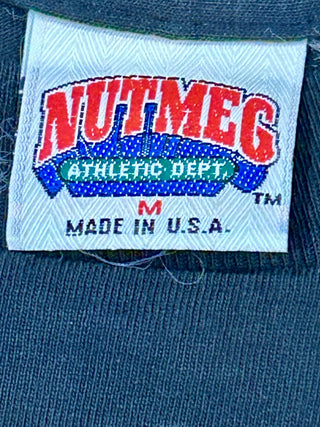 NUTMEG
ATHLETIC DEPT.
TM
M
MADE IN U.S.A.